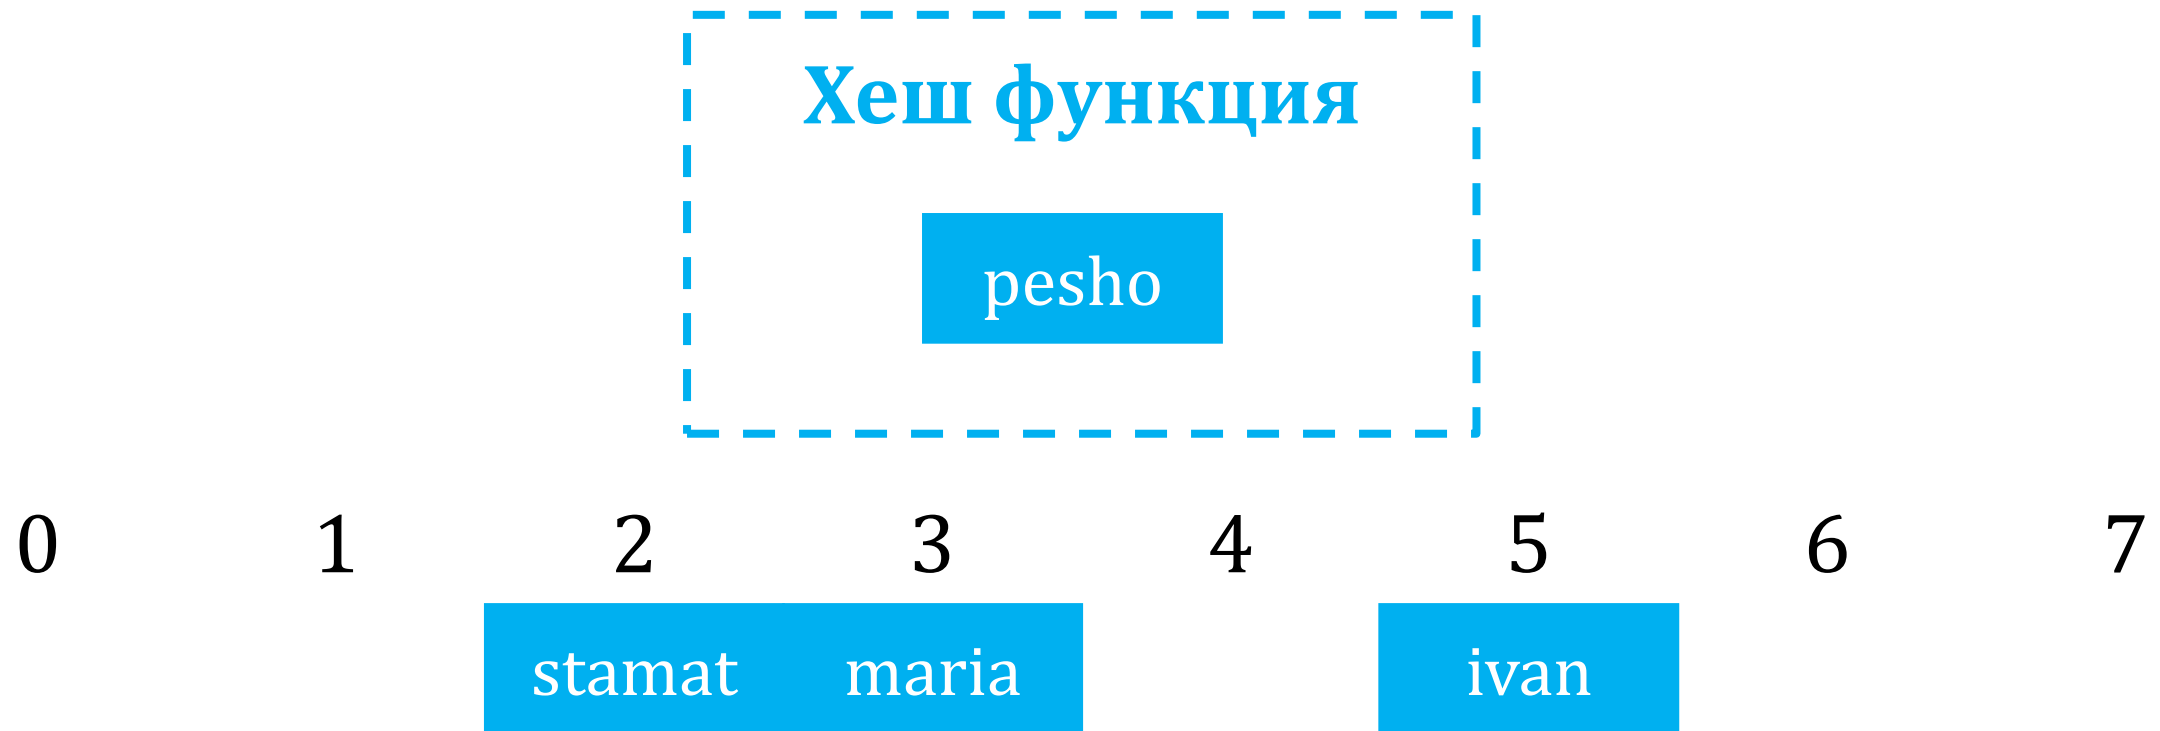 Хеш функция
pesho
0 1 2 3 4 5 6 7
stamat maria ivan